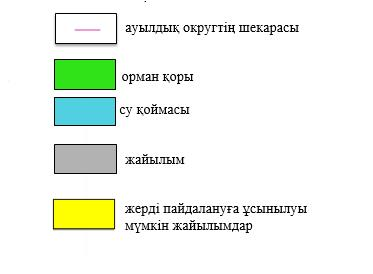 ауылдық округтің шекарасы
орман қоры
су қоймасы
жайылым
жерді пайдалануға ұсынылуы
мүмкін жайылымдар